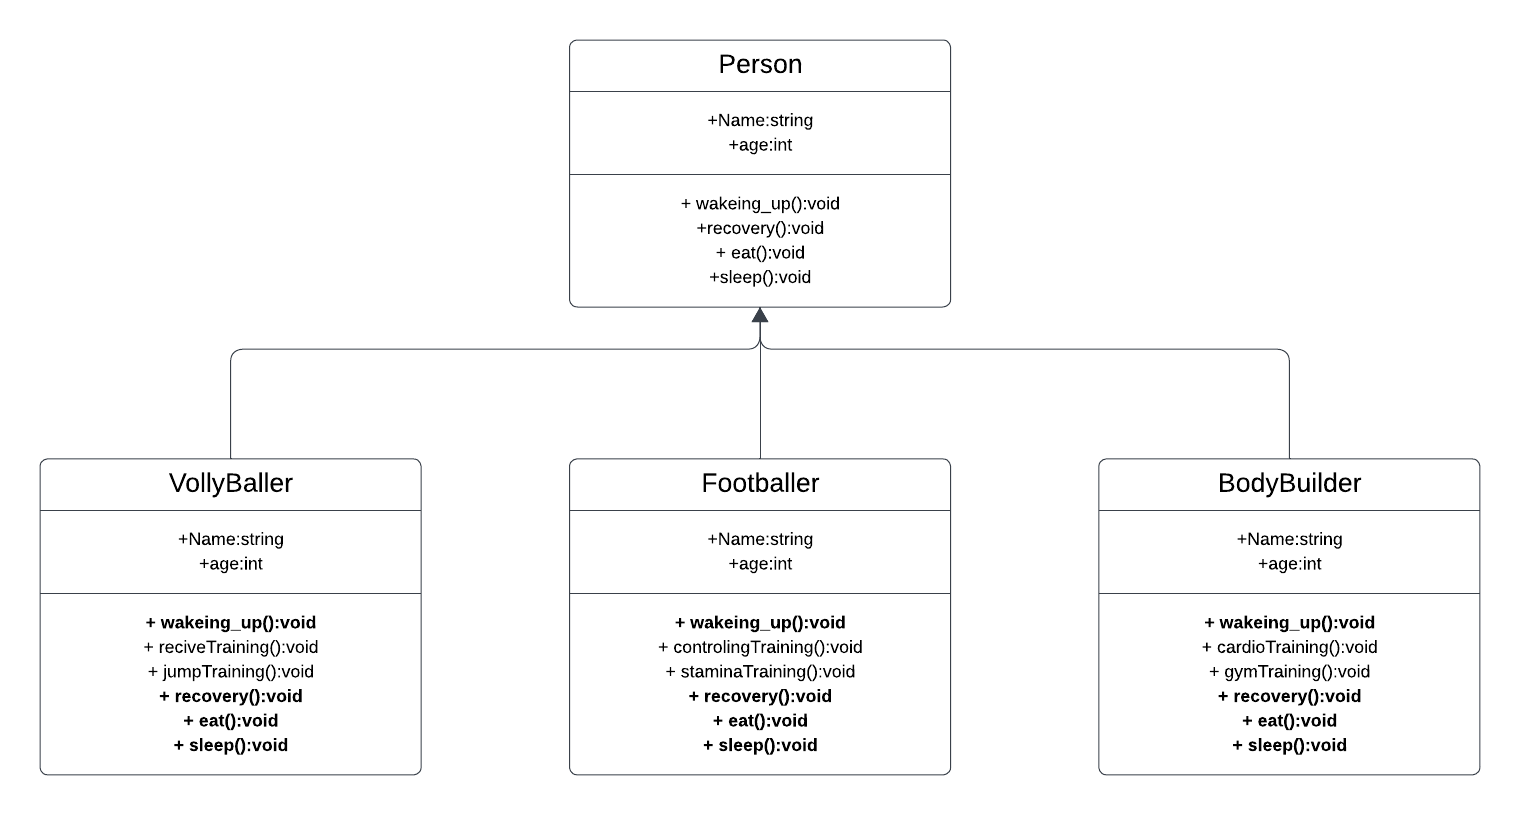 Person
+Name:string
+age:int
+ wakeing_up():void
+recovery():void
+ eat():void
+sleep():void
VollyBaller
+Name:string
+age:int
+ wakeing_up():void
+ reciveTraining():void
+ jumpTraining():void
+ recovery():void
+ eat():void
+ sleep():void
Footballer
+Name:string
+age:int
+ wakeing_up():void
+ controlingTraining():void
+ staminaTraining():void
+ recovery():void
+ eat():void
+ sleep():void
BodyBuilder
+Name:string
+age:int
+ wakeing_up():void
+ cardioTraining():void
+ gymTraining():void
+ recovery():void
+ eat():void
+ sleep():void